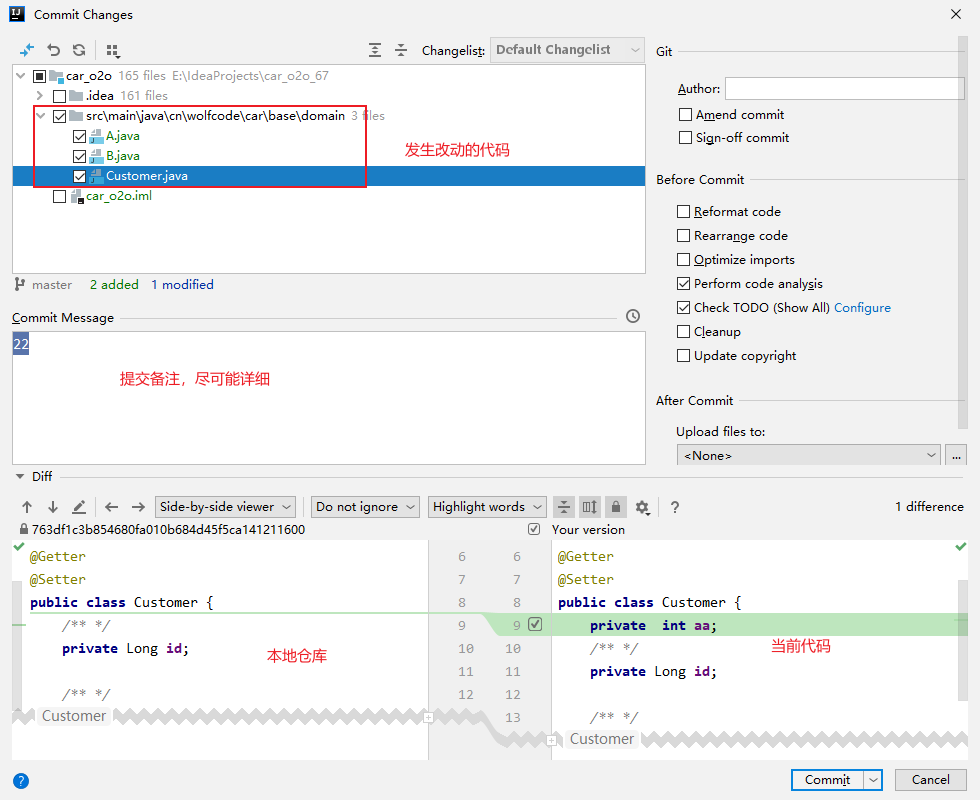 Commit Changes
Changelist: Default Changelist
Git
car_o2o 165 files E:\IdeaProjects\car_o2o_67
.idea 161 files
src\main\java\cn\wolfcode\car\base\domain 3 files
A.java
B.java
Customer.java
car_o2o.iml
发生改动的代码
Author:
Amend commit
Sign-off commit
Before Commit
Reformat code
Rearrange code
Optimize imports
Perform code analysis
Check TODO (Show All) Configure
Cleanup
Update copyright
master 2 added 1 modified
Commit Message
22
提交备注，尽可能详细
After Commit
Upload files to:
<None>
...
Diff
Side-by-side viewer
Do not ignore
Highlight words
?
1 difference
763df1c3b854680fa010b684d45f5ca141211600
Your version
@Getter 6 6 @Getter
@Setter 7 7 @Setter
public class Customer { 8 8 public class Customer {
/** */ 9 9 private int aa;
private Long id; 10 10 /** */
11 11 private Long id;
/** */ 12 12
13 /** */
Customer
Customer
本地仓库
当前代码
?
Commit
Cancel